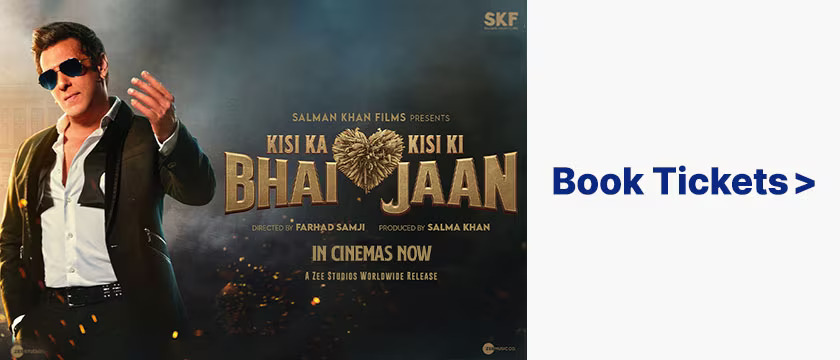 SKF
SALMAN KHAN FILMS PRESENTS
KISI KA KISI KI
BHAI JAAN
DIRECTED BY FARHAD SAMJI PRODUCED BY SALMA KHAN
IN CINEMAS NOW
A ZEE STUDIOS WORLDWIDE RELEASE
Book Tickets >